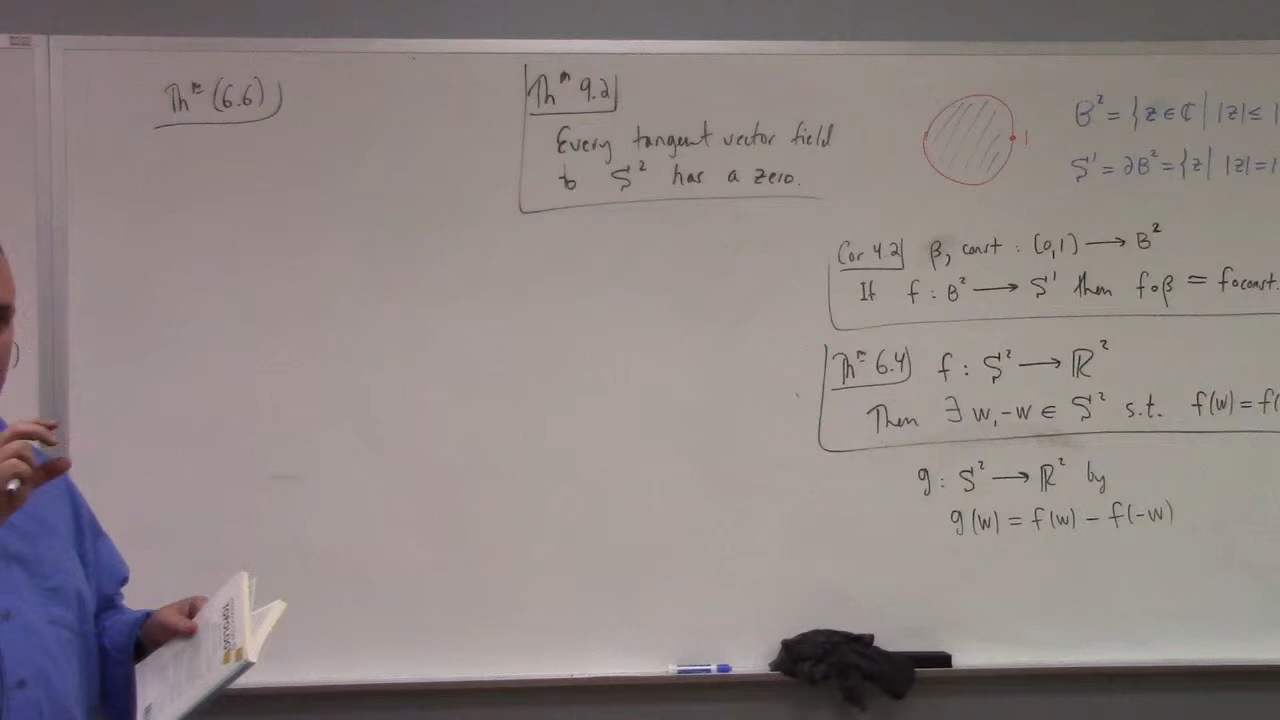 Thᵐ (6.6)
Thᵐ 9.2
Every tangent vector field
to S² has a zero.
1
B² = {z ∈ ℂ | |z| ≤ 1
S¹ = ∂B² = {z | |z| = 1
Cor 4.2 β, const : [0,1] ⟶ B²
If f : B² ⟶ S¹ then f∘β ≃ f∘const.
Thᵐ 6.4 f : S² ⟶ ℝ²
Then ∃ w, -w ∈ S² s.t. f(w) = f(
g : S² ⟶ ℝ² by
g(w) = f(w) - f(-w)
TOPOLOGY